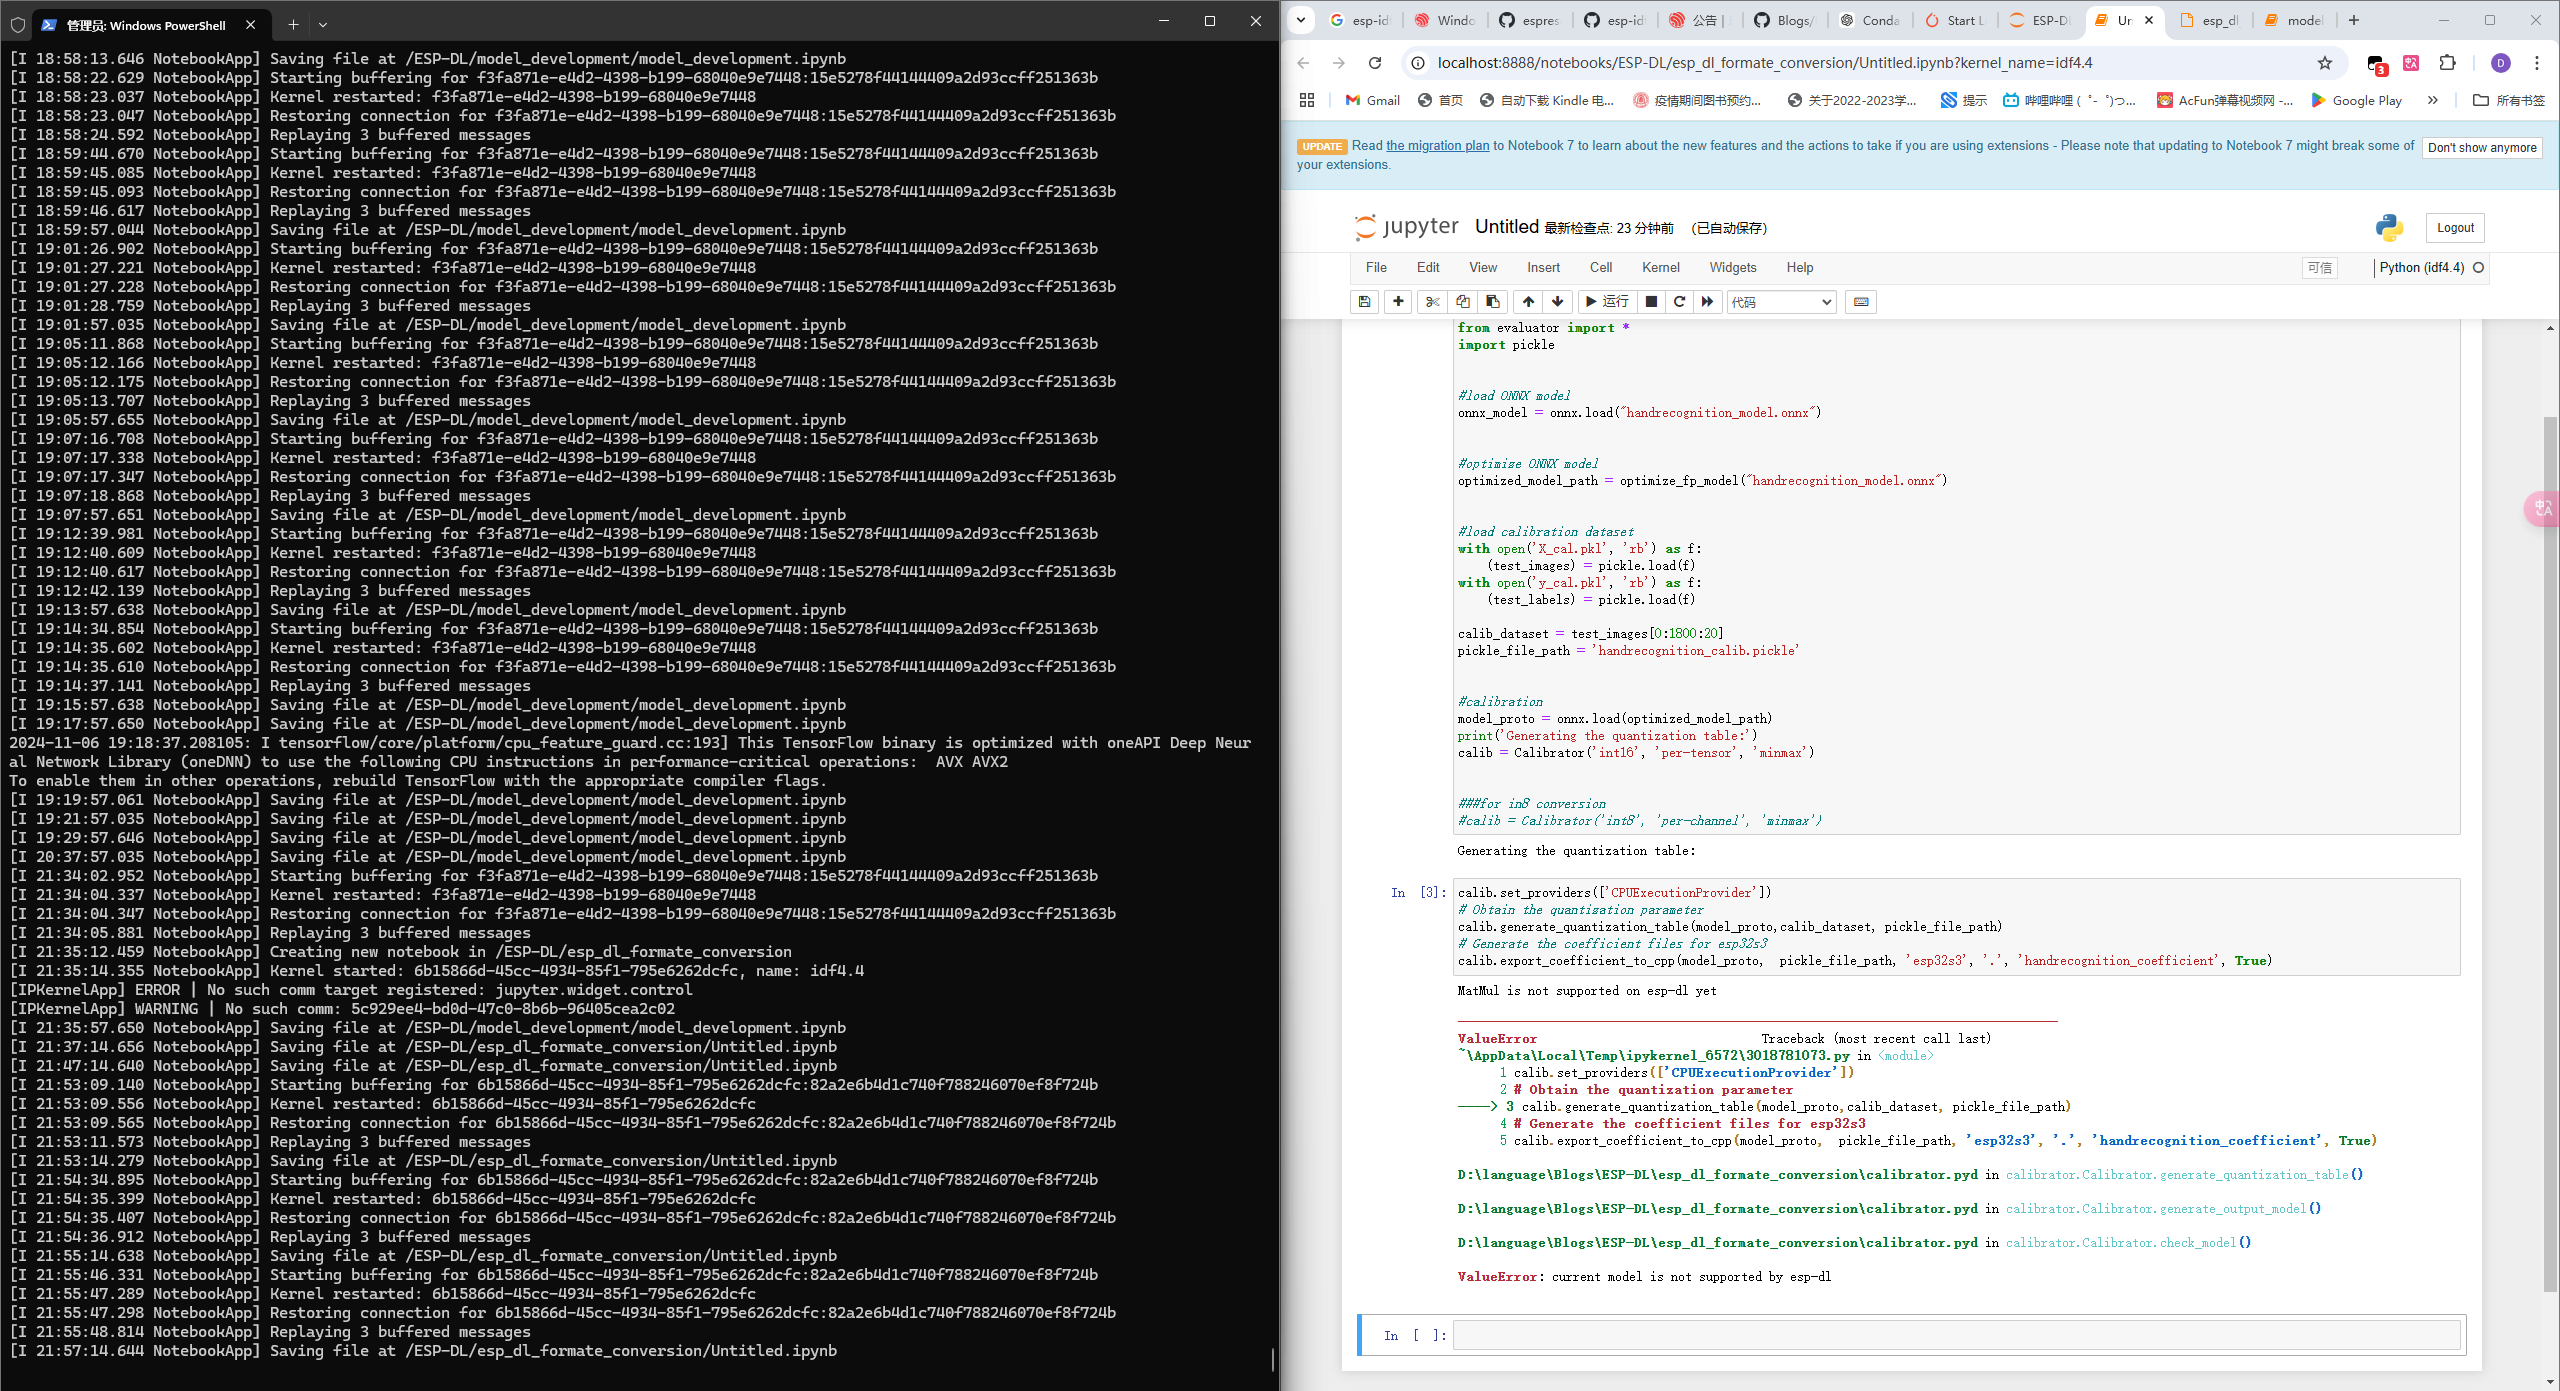 管理员: Windows PowerShell
[I 18:58:13.646 NotebookApp] Saving file at /ESP-DL/model_development/model_development.ipynb
[I 18:58:22.629 NotebookApp] Starting buffering for f3fa871e-e4d2-4398-b199-68040e9e7448:15e5278f44144409a2d93ccff251363b
[I 18:58:23.037 NotebookApp] Kernel restarted: f3fa871e-e4d2-4398-b199-68040e9e7448
[I 18:58:23.047 NotebookApp] Restoring connection for f3fa871e-e4d2-4398-b199-68040e9e7448:15e5278f44144409a2d93ccff251363b
[I 18:58:24.592 NotebookApp] Replaying 3 buffered messages
[I 18:59:44.670 NotebookApp] Starting buffering for f3fa871e-e4d2-4398-b199-68040e9e7448:15e5278f44144409a2d93ccff251363b
[I 18:59:45.085 NotebookApp] Kernel restarted: f3fa871e-e4d2-4398-b199-68040e9e7448
[I 18:59:45.093 NotebookApp] Restoring connection for f3fa871e-e4d2-4398-b199-68040e9e7448:15e5278f44144409a2d93ccff251363b
[I 18:59:46.617 NotebookApp] Replaying 3 buffered messages
[I 18:59:57.044 NotebookApp] Saving file at /ESP-DL/model_development/model_development.ipynb
[I 19:01:26.902 NotebookApp] Starting buffering for f3fa871e-e4d2-4398-b199-68040e9e7448:15e5278f44144409a2d93ccff251363b
[I 19:01:27.221 NotebookApp] Kernel restarted: f3fa871e-e4d2-4398-b199-68040e9e7448
[I 19:01:27.228 NotebookApp] Restoring connection for f3fa871e-e4d2-4398-b199-68040e9e7448:15e5278f44144409a2d93ccff251363b
[I 19:01:28.759 NotebookApp] Replaying 3 buffered messages
[I 19:01:57.035 NotebookApp] Saving file at /ESP-DL/model_development/model_development.ipynb
[I 19:05:11.868 NotebookApp] Starting buffering for f3fa871e-e4d2-4398-b199-68040e9e7448:15e5278f44144409a2d93ccff251363b
[I 19:05:12.166 NotebookApp] Kernel restarted: f3fa871e-e4d2-4398-b199-68040e9e7448
[I 19:05:12.175 NotebookApp] Restoring connection for f3fa871e-e4d2-4398-b199-68040e9e7448:15e5278f44144409a2d93ccff251363b
[I 19:05:13.707 NotebookApp] Replaying 3 buffered messages
[I 19:05:57.655 NotebookApp] Saving file at /ESP-DL/model_development/model_development.ipynb
[I 19:07:16.708 NotebookApp] Starting buffering for f3fa871e-e4d2-4398-b199-68040e9e7448:15e5278f44144409a2d93ccff251363b
[I 19:07:17.338 NotebookApp] Kernel restarted: f3fa871e-e4d2-4398-b199-68040e9e7448
[I 19:07:17.347 NotebookApp] Restoring connection for f3fa871e-e4d2-4398-b199-68040e9e7448:15e5278f44144409a2d93ccff251363b
[I 19:07:18.868 NotebookApp] Replaying 3 buffered messages
[I 19:07:57.651 NotebookApp] Saving file at /ESP-DL/model_development/model_development.ipynb
[I 19:12:39.981 NotebookApp] Starting buffering for f3fa871e-e4d2-4398-b199-68040e9e7448:15e5278f44144409a2d93ccff251363b
[I 19:12:40.609 NotebookApp] Kernel restarted: f3fa871e-e4d2-4398-b199-68040e9e7448
[I 19:12:40.617 NotebookApp] Restoring connection for f3fa871e-e4d2-4398-b199-68040e9e7448:15e5278f44144409a2d93ccff251363b
[I 19:12:42.139 NotebookApp] Replaying 3 buffered messages
[I 19:13:57.638 NotebookApp] Saving file at /ESP-DL/model_development/model_development.ipynb
[I 19:14:34.854 NotebookApp] Starting buffering for f3fa871e-e4d2-4398-b199-68040e9e7448:15e5278f44144409a2d93ccff251363b
[I 19:14:35.602 NotebookApp] Kernel restarted: f3fa871e-e4d2-4398-b199-68040e9e7448
[I 19:14:35.610 NotebookApp] Restoring connection for f3fa871e-e4d2-4398-b199-68040e9e7448:15e5278f44144409a2d93ccff251363b
[I 19:14:37.141 NotebookApp] Replaying 3 buffered messages
[I 19:15:57.638 NotebookApp] Saving file at /ESP-DL/model_development/model_development.ipynb
[I 19:17:57.650 NotebookApp] Saving file at /ESP-DL/model_development/model_development.ipynb
2024-11-06 19:18:37.208105: I tensorflow/core/platform/cpu_feature_guard.cc:193] This TensorFlow binary is optimized with oneAPI Deep Neur
al Network Library (oneDNN) to use the following CPU instructions in performance-critical operations:  AVX AVX2
To enable them in other operations, rebuild TensorFlow with the appropriate compiler flags.
[I 19:19:57.061 NotebookApp] Saving file at /ESP-DL/model_development/model_development.ipynb
[I 19:21:57.035 NotebookApp] Saving file at /ESP-DL/model_development/model_development.ipynb
[I 19:29:57.646 NotebookApp] Saving file at /ESP-DL/model_development/model_development.ipynb
[I 20:37:57.035 NotebookApp] Saving file at /ESP-DL/model_development/model_development.ipynb
[I 21:34:02.952 NotebookApp] Starting buffering for f3fa871e-e4d2-4398-b199-68040e9e7448:15e5278f44144409a2d93ccff251363b
[I 21:34:04.337 NotebookApp] Kernel restarted: f3fa871e-e4d2-4398-b199-68040e9e7448
[I 21:34:04.347 NotebookApp] Restoring connection for f3fa871e-e4d2-4398-b199-68040e9e7448:15e5278f44144409a2d93ccff251363b
[I 21:34:05.881 NotebookApp] Replaying 3 buffered messages
[I 21:35:12.459 NotebookApp] Creating new notebook in /ESP-DL/esp_dl_formate_conversion
[I 21:35:14.355 NotebookApp] Kernel started: 6b15866d-45cc-4934-85f1-795e6262dcfc, name: idf4.4
[IPKernelApp] ERROR | No such comm target registered: jupyter.widget.control
[IPKernelApp] WARNING | No such comm: 5c929ee4-bd0d-47c0-8b6b-96405cea2c02
[I 21:35:57.650 NotebookApp] Saving file at /ESP-DL/model_development/model_development.ipynb
[I 21:37:14.656 NotebookApp] Saving file at /ESP-DL/esp_dl_formate_conversion/Untitled.ipynb
[I 21:47:14.640 NotebookApp] Saving file at /ESP-DL/esp_dl_formate_conversion/Untitled.ipynb
[I 21:53:09.140 NotebookApp] Starting buffering for 6b15866d-45cc-4934-85f1-795e6262dcfc:82a2e6b4d1c740f788246070ef8f724b
[I 21:53:09.556 NotebookApp] Kernel restarted: 6b15866d-45cc-4934-85f1-795e6262dcfc
[I 21:53:09.565 NotebookApp] Restoring connection for 6b15866d-45cc-4934-85f1-795e6262dcfc:82a2e6b4d1c740f788246070ef8f724b
[I 21:53:11.573 NotebookApp] Replaying 3 buffered messages
[I 21:53:14.279 NotebookApp] Saving file at /ESP-DL/esp_dl_formate_conversion/Untitled.ipynb
[I 21:54:34.895 NotebookApp] Starting buffering for 6b15866d-45cc-4934-85f1-795e6262dcfc:82a2e6b4d1c740f788246070ef8f724b
[I 21:54:35.399 NotebookApp] Kernel restarted: 6b15866d-45cc-4934-85f1-795e6262dcfc
[I 21:54:35.407 NotebookApp] Restoring connection for 6b15866d-45cc-4934-85f1-795e6262dcfc:82a2e6b4d1c740f788246070ef8f724b
[I 21:54:36.912 NotebookApp] Replaying 3 buffered messages
[I 21:55:14.638 NotebookApp] Saving file at /ESP-DL/esp_dl_formate_conversion/Untitled.ipynb
[I 21:55:46.331 NotebookApp] Starting buffering for 6b15866d-45cc-4934-85f1-795e6262dcfc:82a2e6b4d1c740f788246070ef8f724b
[I 21:55:47.289 NotebookApp] Kernel restarted: 6b15866d-45cc-4934-85f1-795e6262dcfc
[I 21:55:47.298 NotebookApp] Restoring connection for 6b15866d-45cc-4934-85f1-795e6262dcfc:82a2e6b4d1c740f788246070ef8f724b
[I 21:55:48.814 NotebookApp] Replaying 3 buffered messages
[I 21:57:14.644 NotebookApp] Saving file at /ESP-DL/esp_dl_formate_conversion/Untitled.ipynb
esp-id Windo espres esp-id 公告 | Blogs/ Conda Start L ESP-D Un esp_dl model
localhost:8888/notebooks/ESP-DL/esp_dl_formate_conversion/Untitled.ipynb?kernel_name=idf4.4
3 D
Gmail 首页 自动下载 Kindle 电... 疫情期间图书预约... 关于2022-2023学... 提示 哔哩哔哩 ( ゜- ゜)つ... AcFun弹幕视频网 -... Google Play » 所有书签
UPDATE Read the migration plan to Notebook 7 to learn about the new features and the actions to take if you are using extensions - Please note that updating to Notebook 7 might break some of
your extensions.
Don't show anymore
jupyter Untitled 最新检查点: 23 分钟前 (已自动保存)
Logout
File Edit View Insert Cell Kernel Widgets Help
可信 Python (idf4.4)
运行 代码
from evaluator import *
import pickle
#load ONNX model
onnx_model = onnx.load("handrecognition_model.onnx")
#optimise ONNX model
optimized_model_path = optimize_fp_model("handrecognition_model.onnx")
#load calibration dataset
with open('X_cal.pkl', 'rb') as f:
    (test_images) = pickle.load(f)
with open('y_cal.pkl', 'rb') as f:
    (test_labels) = pickle.load(f)
calib_dataset = test_images[0:1800:20]
pickle_file_path = 'handrecognition_calib.pickle'
#calibration
model_proto = onnx.load(optimized_model_path)
print('Generating the quantization table:')
calib = Calibrator('int16', 'per-tensor', 'minmax')
###for in8 conversion
#calib = Calibrator('int8', 'per-channel', 'minmax')
Generating the quantization table:
In [3]:
calib.set_providers(['CPUExecutionProvider'])
# Obtain the quantization parameter
calib.generate_quantization_table(model_proto,calib_dataset, pickle_file_path)
# Generate the coefficient files for esp32s3
calib.export_coefficient_to_cpp(model_proto,  pickle_file_path, 'esp32s3', '.', 'handrecognition_coefficient', True)
MatMul is not supported on esp-dl yet
ValueError Traceback (most recent call last)
~\AppData\Local\Temp\ipykernel_6572\3018781073.py in <module>
1 calib.set_providers(['CPUExecutionProvider'])
2 # Obtain the quantization parameter
----> 3 calib.generate_quantization_table(model_proto,calib_dataset, pickle_file_path)
4 # Generate the coefficient files for esp32s3
5 calib.export_coefficient_to_cpp(model_proto,  pickle_file_path, 'esp32s3', '.', 'handrecognition_coefficient', True)
D:\language\Blogs\ESP-DL\esp_dl_formate_conversion\calibrator.pyd in calibrator.Calibrator.generate_quantization_table()
D:\language\Blogs\ESP-DL\esp_dl_formate_conversion\calibrator.pyd in calibrator.Calibrator.generate_output_model()
D:\language\Blogs\ESP-DL\esp_dl_formate_conversion\calibrator.pyd in calibrator.Calibrator.check_model()
ValueError: current model is not supported by esp-dl
In [ ]: